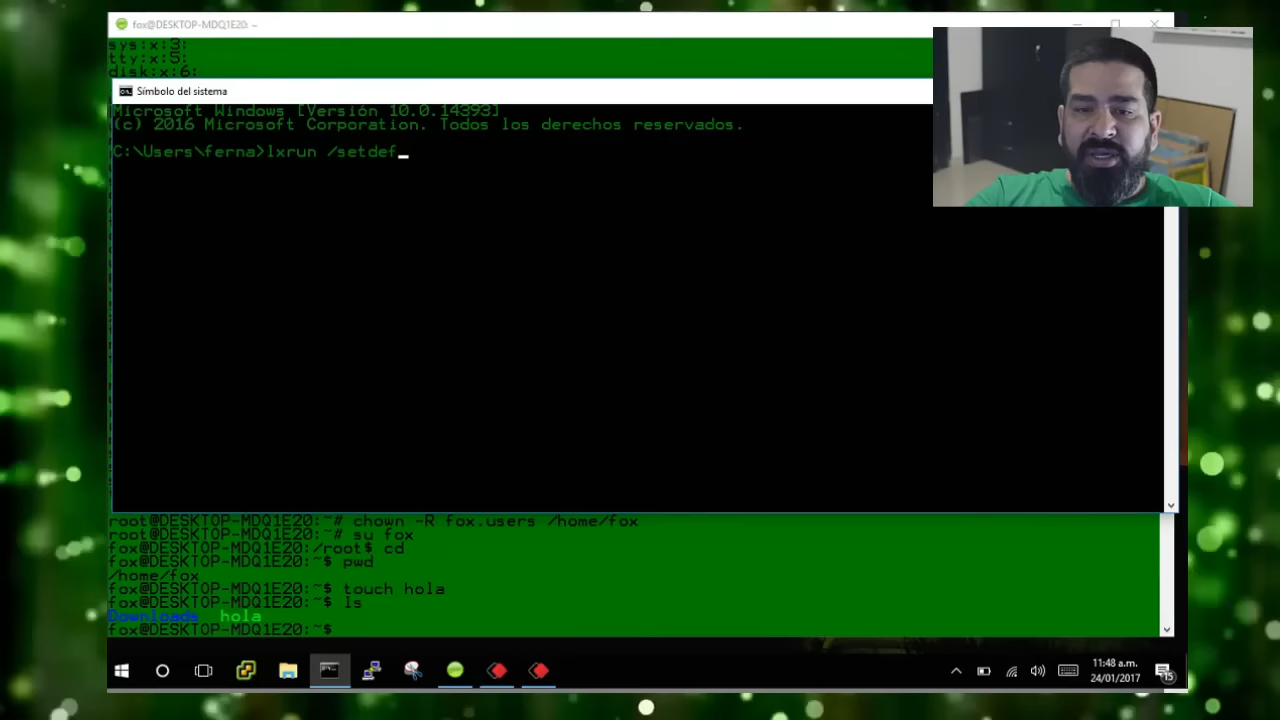 fox@DESKTOP-MDQ1E20: ~
sys:x:3:
tty:x:5:
disk:x:6:
Símbolo del sistema
Microsoft Windows [Versión 10.0.14393]
(c) 2016 Microsoft Corporation. Todos los derechos reservados.
C:\Users\ferna>lxrun /setdef
root@DESKTOP-MDQ1E20:~# chown -R fox.users /home/fox
root@DESKTOP-MDQ1E20:~# su fox
fox@DESKTOP-MDQ1E20:/root$ cd
fox@DESKTOP-MDQ1E20:~$ pwd
/home/fox
fox@DESKTOP-MDQ1E20:~$ touch hola
fox@DESKTOP-MDQ1E20:~$ ls
Downloads hola
fox@DESKTOP-MDQ1E20:~$
11:48 a.m.
24/01/2017
15